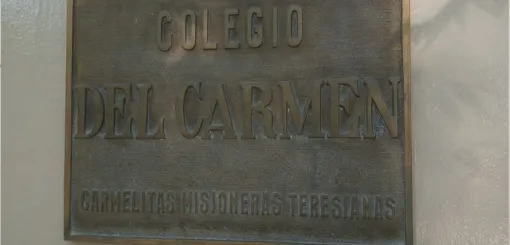 COLEGIO
DEL CARMEN
CARMELITAS MISIONERAS TERESIANAS